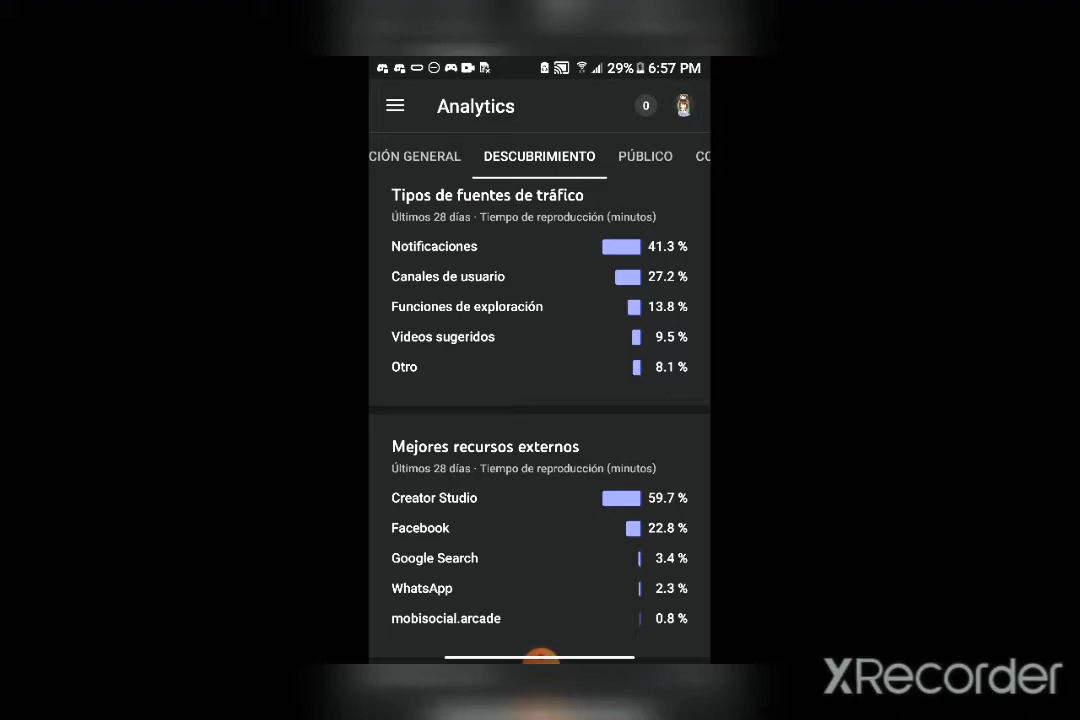 29% 6:57 PM
Analytics
0
CIÓN GENERAL DESCUBRIMIENTO PÚBLICO CO
Tipos de fuentes de tráfico
Últimos 28 días · Tiempo de reproducción (minutos)
Notificaciones 41.3 %
Canales de usuario 27.2 %
Funciones de exploración 13.8 %
Videos sugeridos 9.5 %
Otro 8.1 %
Mejores recursos externos
Últimos 28 días · Tiempo de reproducción (minutos)
Creator Studio 59.7 %
Facebook 22.8 %
Google Search 3.4 %
WhatsApp 2.3 %
mobisocial.arcade 0.8 %
XRecorder